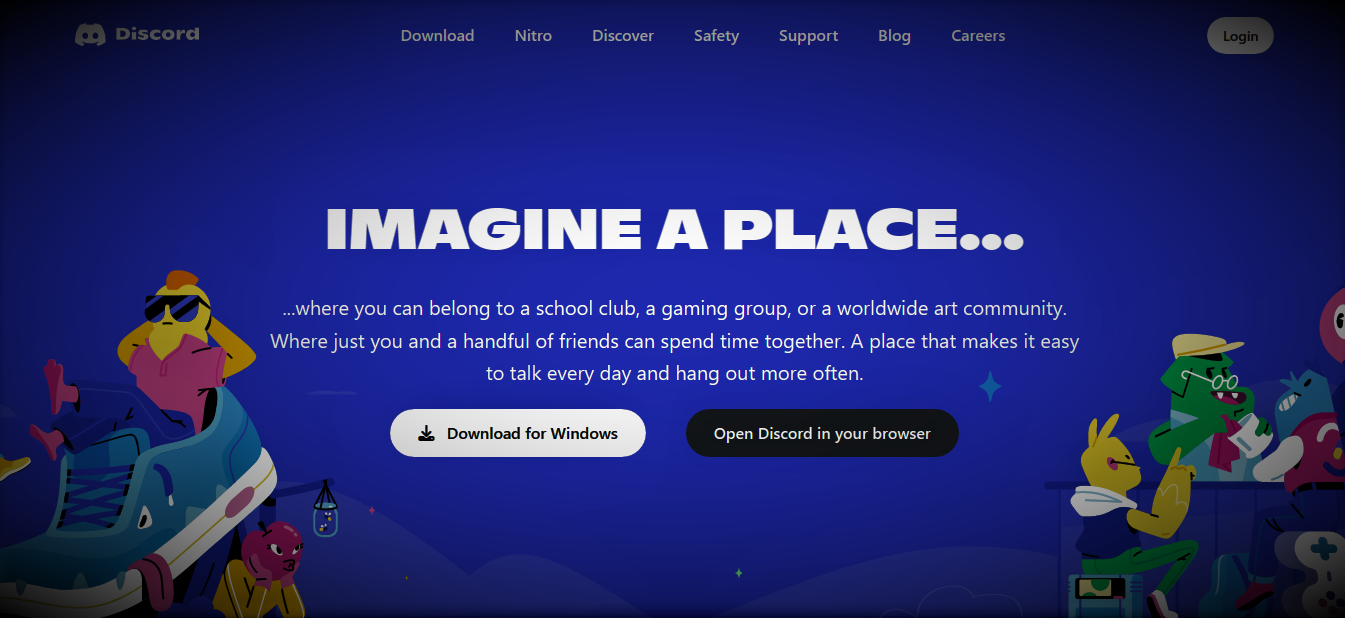 Discord
Download
Nitro
Discover
Safety
Support
Blog
Careers
Login
IMAGINE A PLACE...
...where you can belong to a school club, a gaming group, or a worldwide art community.
Where just you and a handful of friends can spend time together. A place that makes it easy
to talk every day and hang out more often.
Download for Windows
Open Discord in your browser